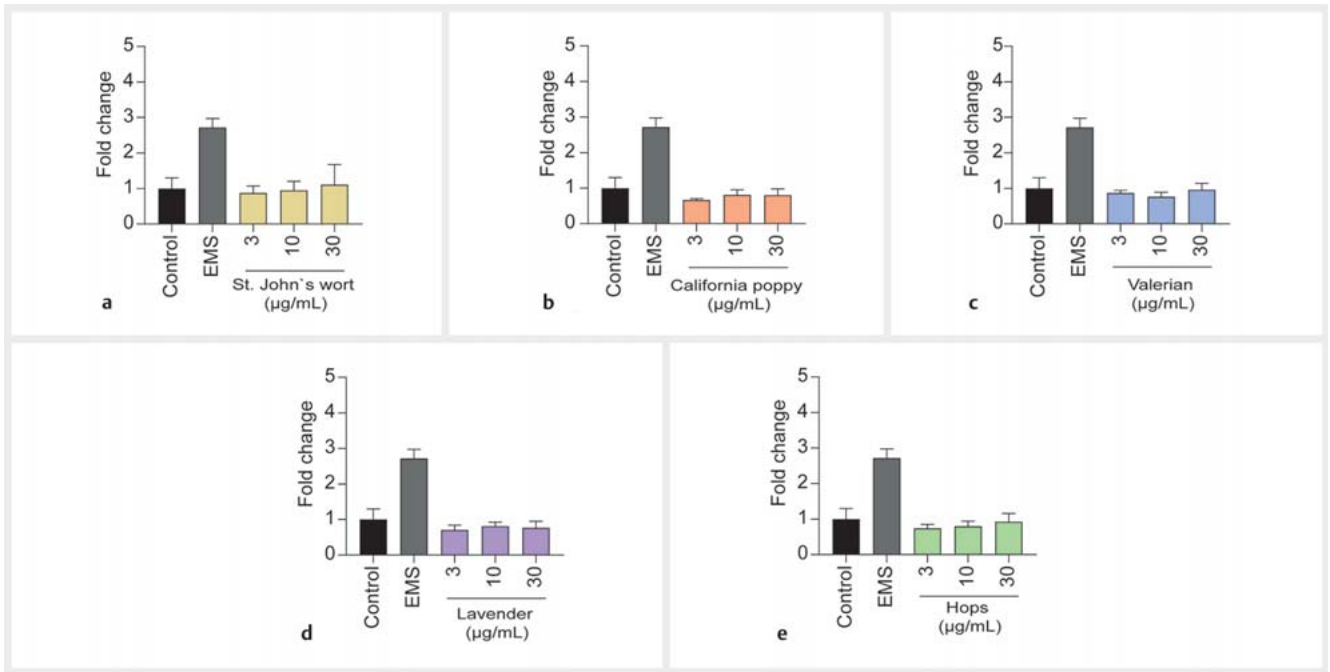 5
4
3
2
1
0
Fold change
Control
EMS
3
10
30
St. John`s wort
(µg/mL)
a
5
4
3
2
1
0
Fold change
Control
EMS
3
10
30
California poppy
(µg/mL)
b
5
4
3
2
1
0
Fold change
Control
EMS
3
10
30
Valerian
(µg/mL)
c
5
4
3
2
1
0
Fold change
Control
EMS
3
10
30
Lavender
(µg/mL)
d
5
4
3
2
1
0
Fold change
Control
EMS
3
10
30
Hops
(µg/mL)
e